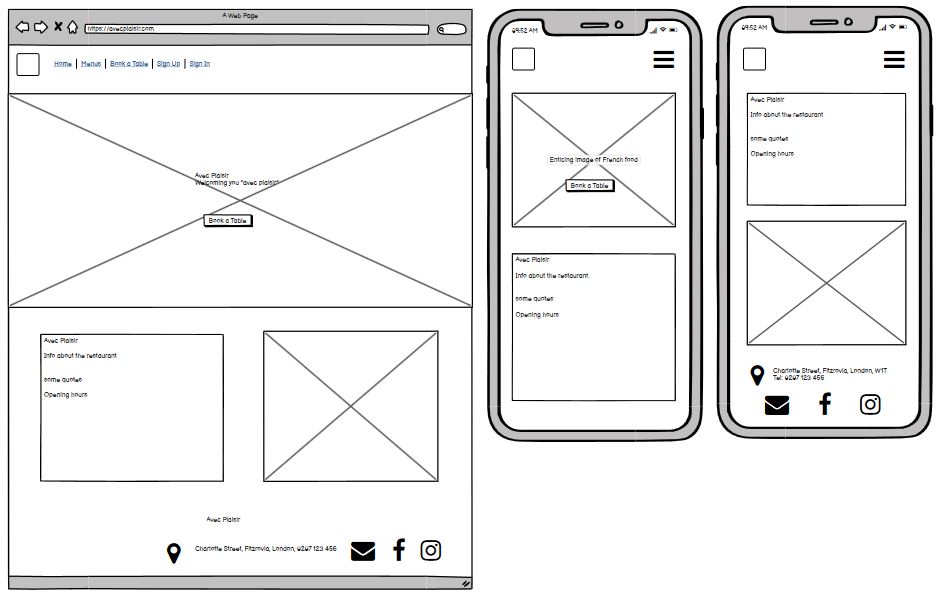 A Web Page
https://avecplaisir.com
Home | Menus | Book a Table | Sign Up | Sign In
Avec Plaisir
Welcoming you "avec plaisir"
Book a Table
Avec Plaisir
Info about the restaurant
some quotes
Opening hours
Avec Plaisir
Charlotte Street, Fitzrovia, London, 0207 123 456
09:52 AM
Enticing image of French food
Book a Table
Avec Plaisir
Info about the restaurant
some quotes
Opening hours
09:52 AM
Avec Plaisir
Info about the restaurant
some quotes
Opening hours
Charlotte Street, Fitzrovia, London, W1T
Tel: 0207 123 456